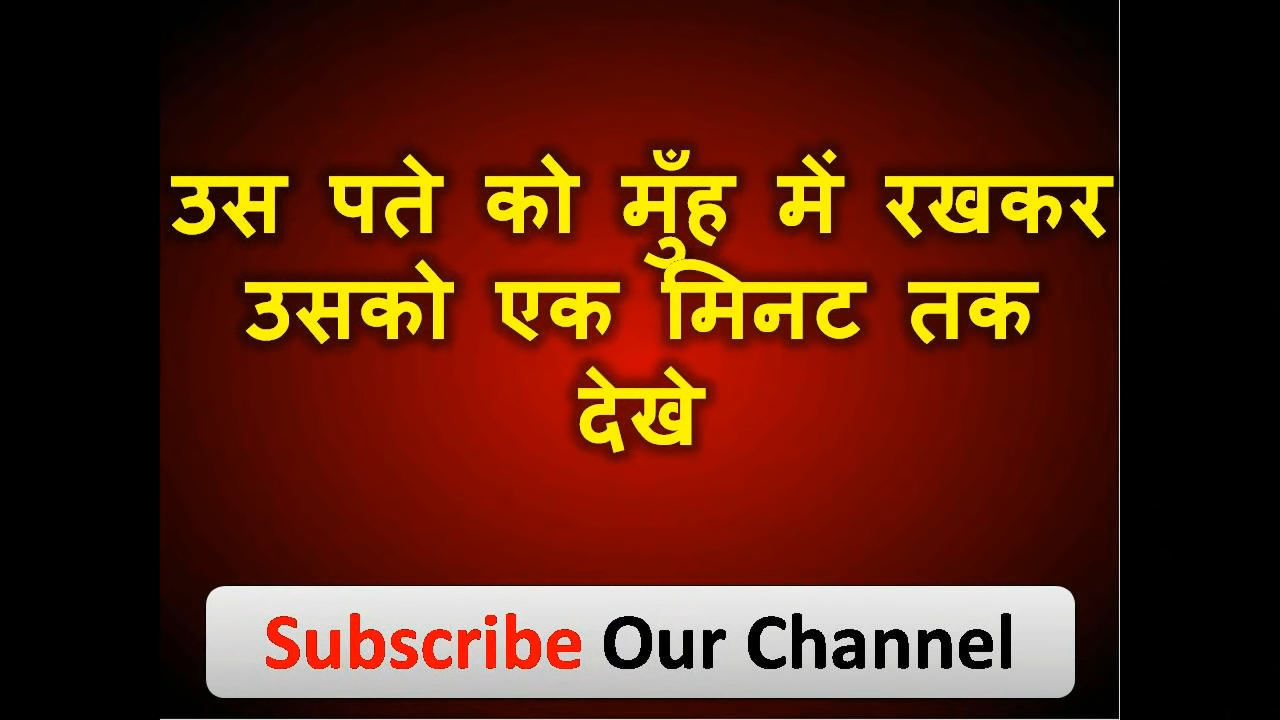 उस पते को मुँह में रखकर
उसको एक मिनट तक
देखे
Subscribe Our Channel